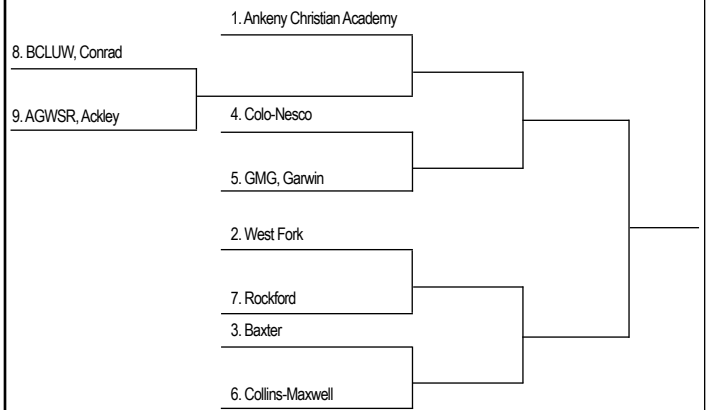 1. Ankeny Christian Academy
8. BCLUW, Conrad
9. AGWSR, Ackley
4. Colo-Nesco
5. GMG, Garwin
2. West Fork
7. Rockford
3. Baxter
6. Collins-Maxwell